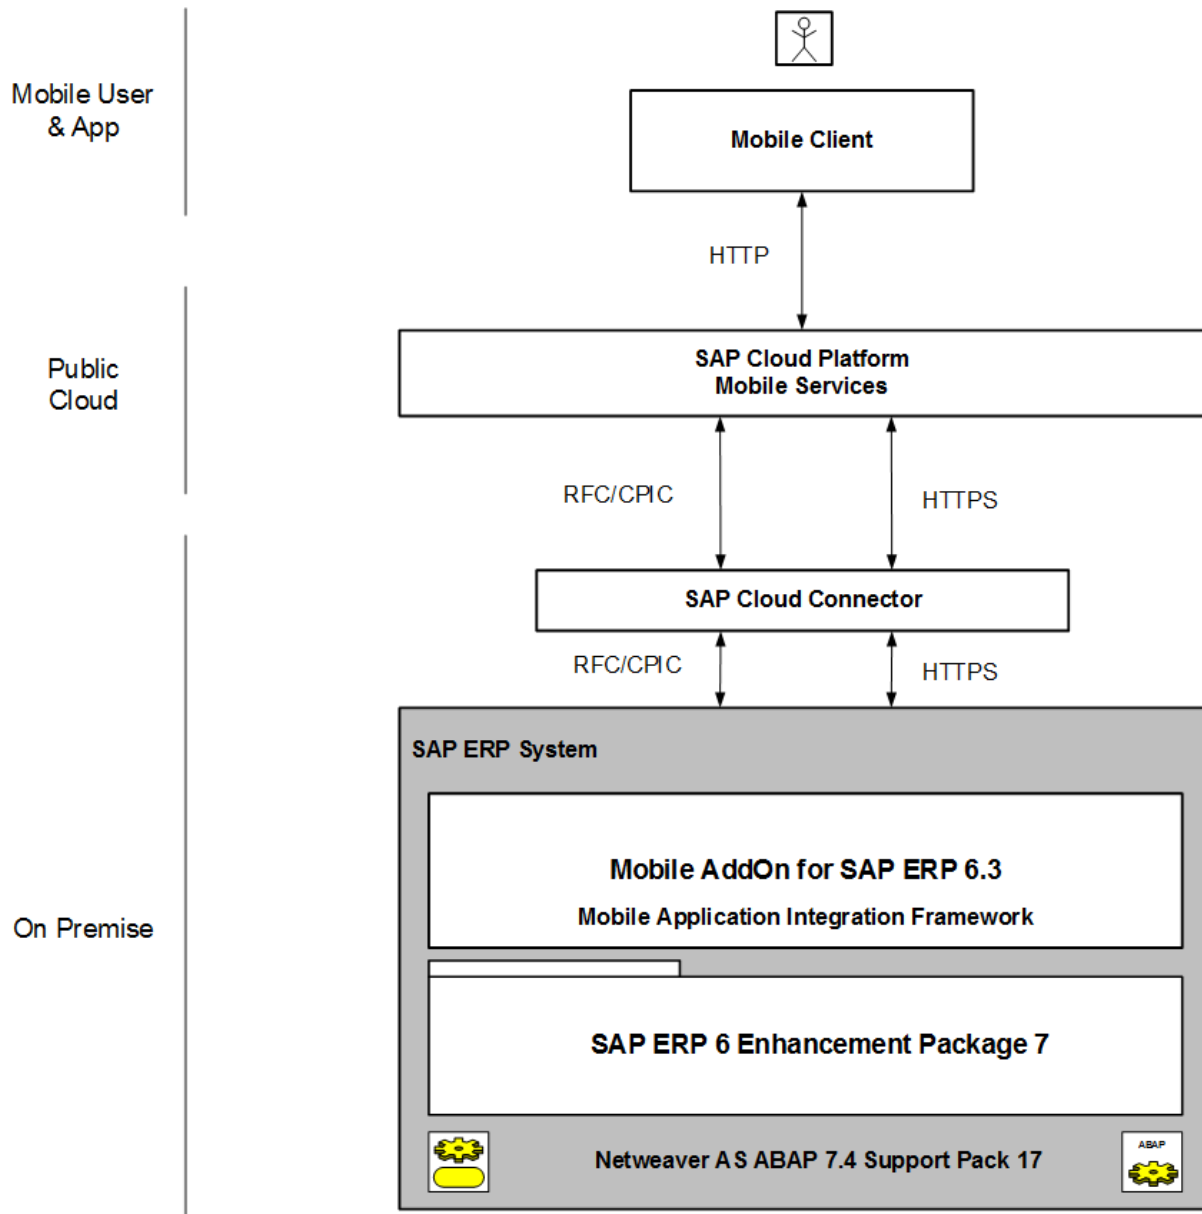 Mobile User
& App
Mobile Client
HTTP
Public
Cloud
SAP Cloud Platform
Mobile Services
RFC/CPIC
HTTPS
SAP Cloud Connector
RFC/CPIC
HTTPS
On Premise
SAP ERP System
Mobile AddOn for SAP ERP 6.3
Mobile Application Integration Framework
SAP ERP 6 Enhancement Package 7
Netweaver AS ABAP 7.4 Support Pack 17
ABAP